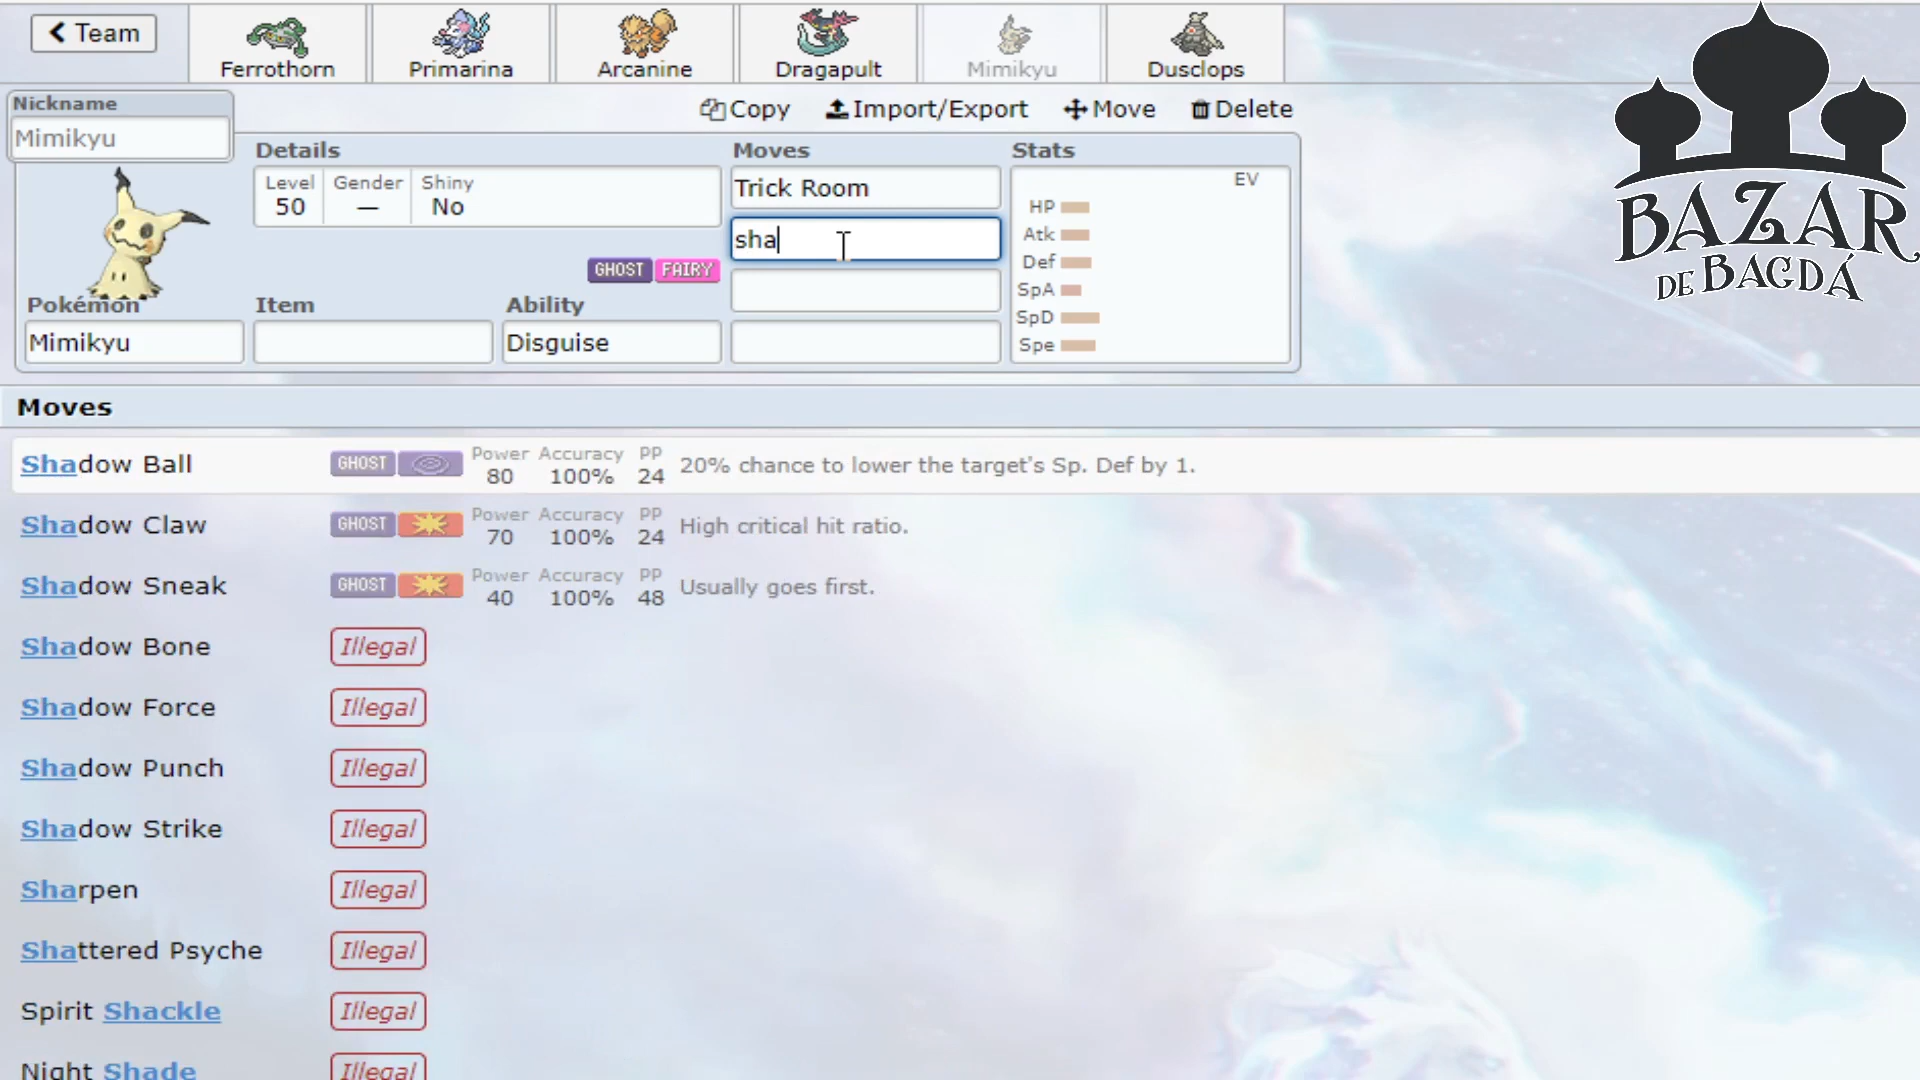 Team
Ferrothorn
Primarina
Arcanine
Dragapult
Mimikyu
Dusclops
Nickname
Mimikyu
Copy
Import/Export
Move
Delete
Details
Level
50
Gender
—
Shiny
No
GHOST
FAIRY
Pokémon
Mimikyu
Item
Ability
Disguise
Moves
Trick Room
sha
Stats
EV
HP
Atk
Def
SpA
SpD
Spe
BAZAR
DE BAGDÁ
Moves
Shadow Ball GHOST Power 80 Accuracy 100% PP 24 20% chance to lower the target's Sp. Def by 1.
Shadow Claw GHOST Power 70 Accuracy 100% PP 24 High critical hit ratio.
Shadow Sneak GHOST Power 40 Accuracy 100% PP 48 Usually goes first.
Shadow Bone Illegal
Shadow Force Illegal
Shadow Punch Illegal
Shadow Strike Illegal
Sharpen Illegal
Shattered Psyche Illegal
Spirit Shackle Illegal
Night Shade Illegal